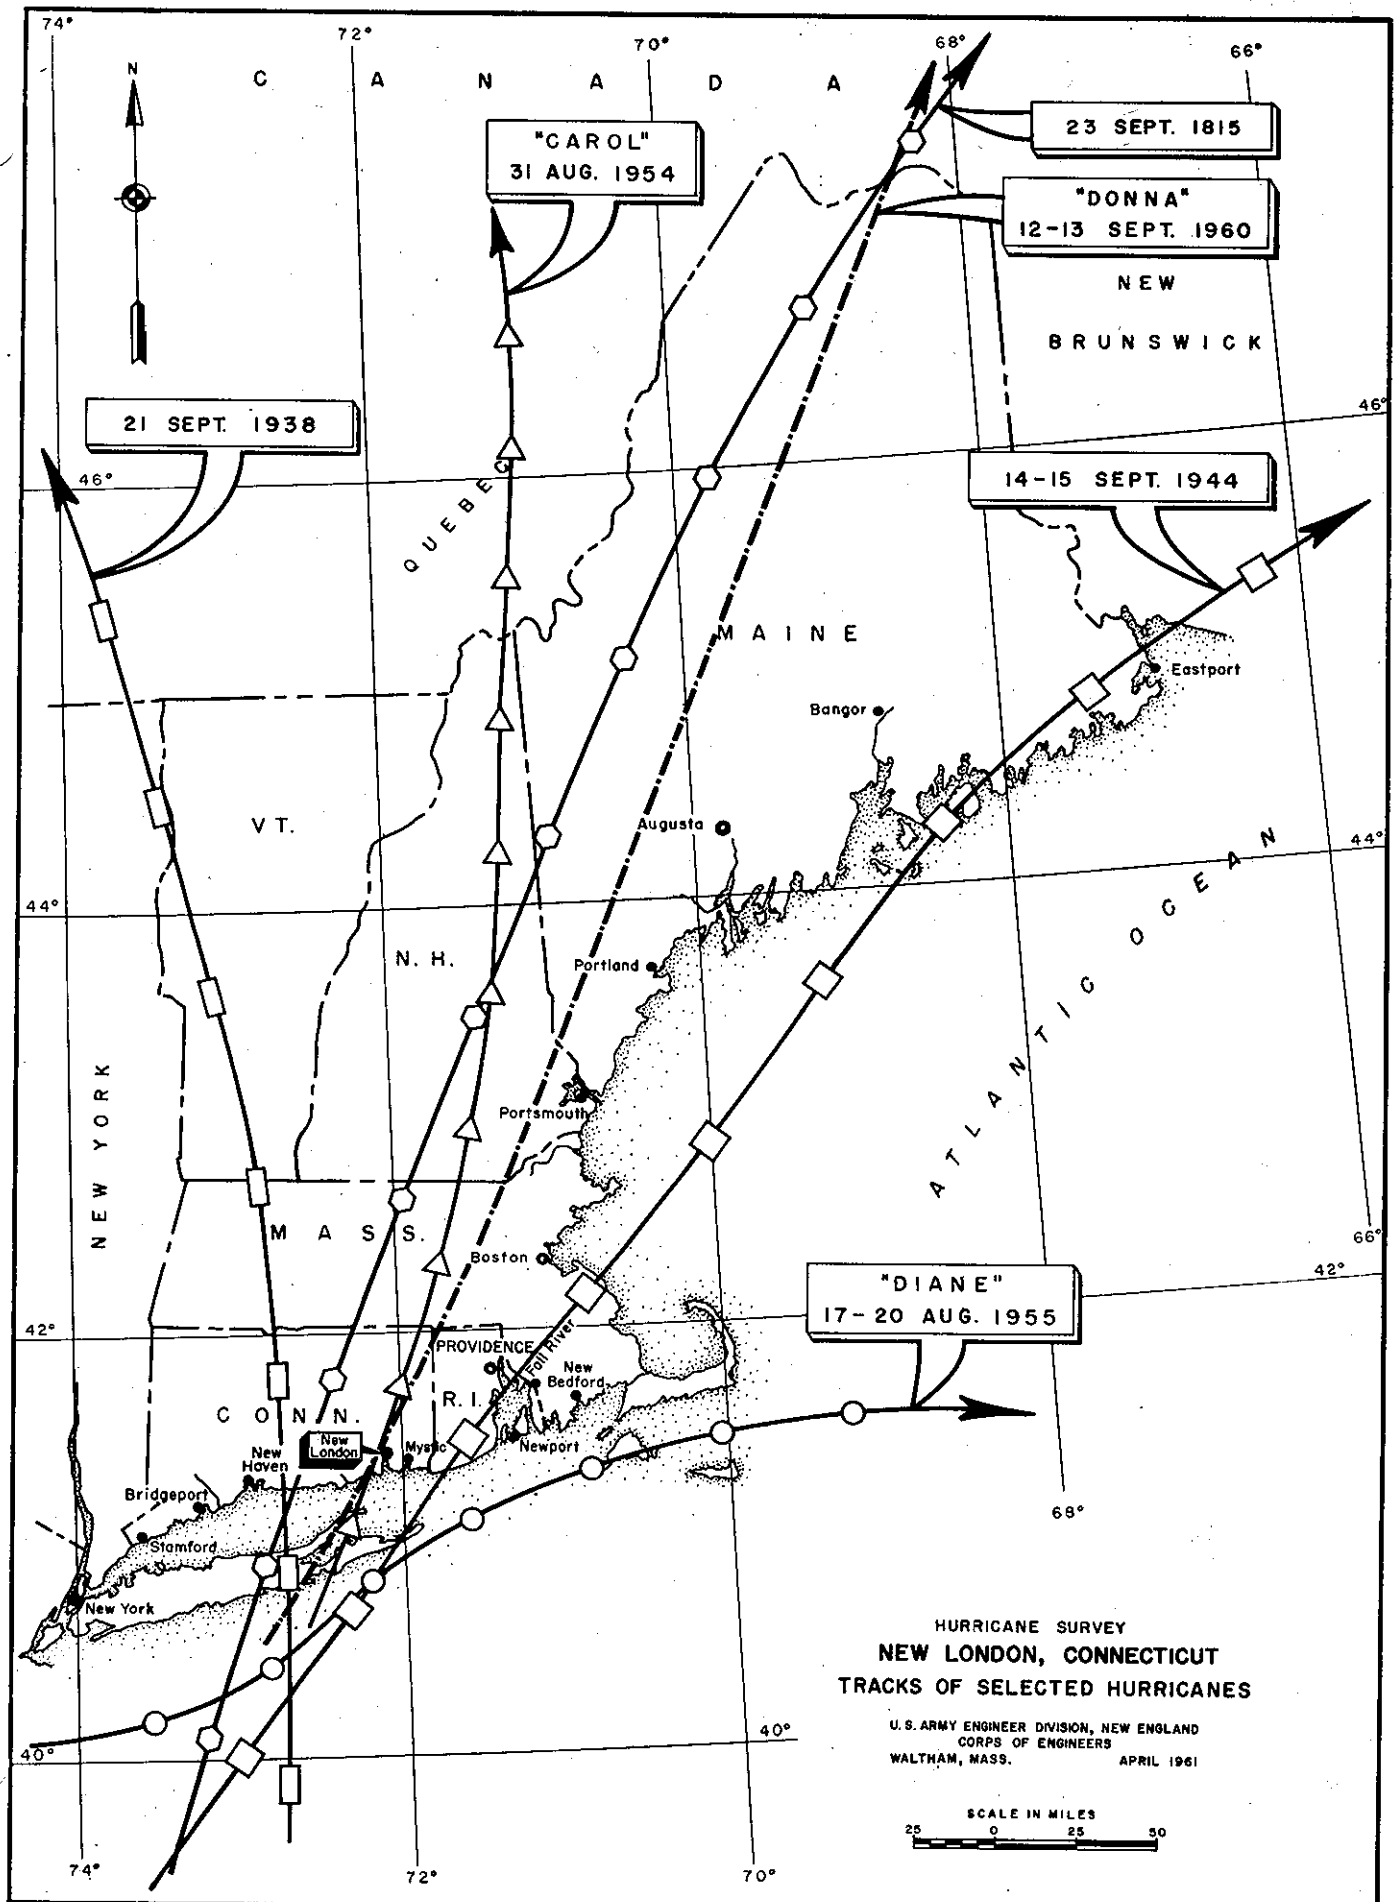 74°
72°
70°
68°
66°
N
C A N A D A
"CAROL"
31 AUG. 1954
23 SEPT. 1815
"DONNA"
12-13 SEPT. 1960
NEW
BRUNSWICK
21 SEPT. 1938
46°
46°
14-15 SEPT. 1944
QUEBEC
MAINE
Eastport
Bangor
VT.
Augusta
44°
44°
N.H.
Portland
ATLANTIC OCEAN
NEW YORK
Portsmouth
MASS.
Boston
66°
42°
"DIANE"
17-20 AUG. 1955
42°
PROVIDENCE
Fall River
New
Bedford
R.I.
CONN.
New
London
Mystic
Newport
New
Haven
Bridgeport
Stamford
68°
New York
HURRICANE SURVEY
NEW LONDON, CONNECTICUT
TRACKS OF SELECTED HURRICANES
U.S. ARMY ENGINEER DIVISION, NEW ENGLAND
CORPS OF ENGINEERS
WALTHAM, MASS. APRIL 1961
40°
40°
SCALE IN MILES
25 0 25 50
74°
72°
70°